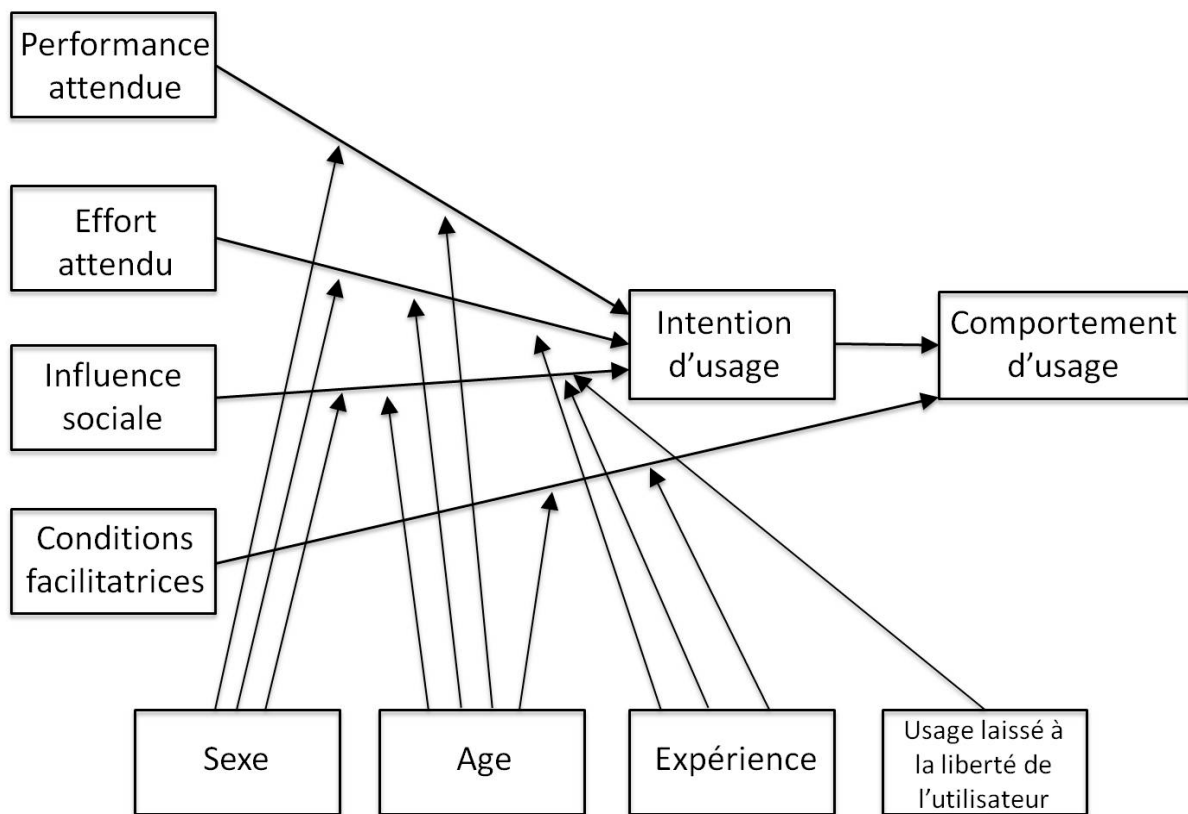 Performance
attendue
Effort
attendu
Influence
sociale
Conditions
facilitatrices
Intention
d’usage
Comportement
d’usage
Sexe
Age
Expérience
Usage laissé à
la liberté de
l’utilisateur